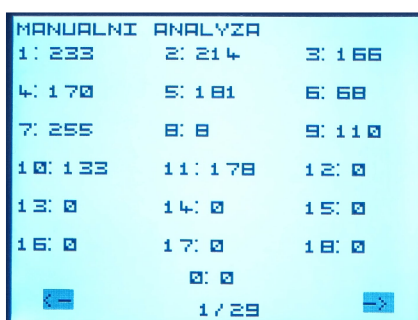 MANUALNI ANALYZA
1: 233 2: 214 3: 166
4: 170 5: 181 6: 68
7: 255 8: 8 9: 110
10: 133 11: 178 12: 0
13: 0 14: 0 15: 0
16: 0 17: 0 18: 0
0: 0
<- 1/29 ->